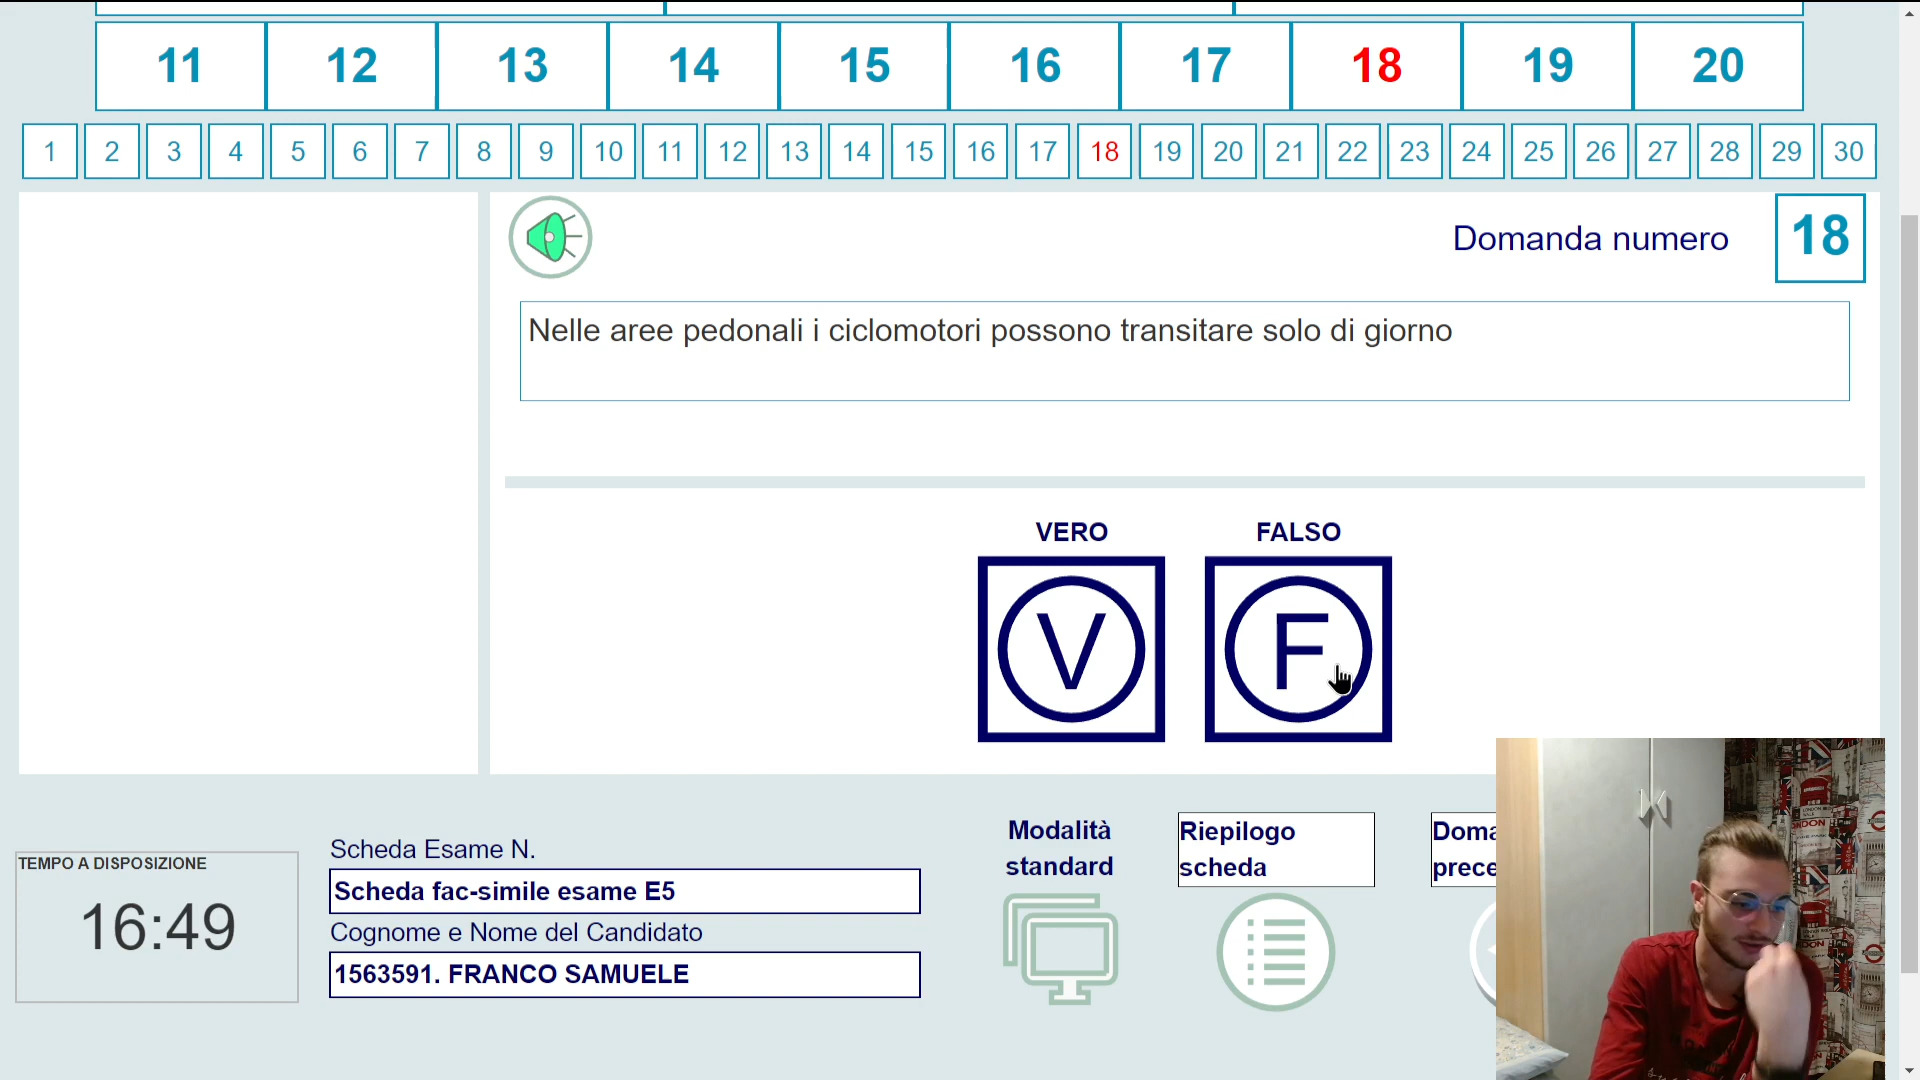 11 12 13 14 15 16 17 18 19 20
1 2 3 4 5 6 7 8 9 10 11 12 13 14 15 16 17 18 19 20 21 22 23 24 25 26 27 28 29 30
Domanda numero 18
Nelle aree pedonali i ciclomotori possono transitare solo di giorno
VERO FALSO
V F
TEMPO A DISPOSIZIONE
16:49
Scheda Esame N.
Scheda fac-simile esame E5
Cognome e Nome del Candidato
1563591. FRANCO SAMUELE
Modalità
standard
Riepilogo
scheda
Doma
prece
LONDON